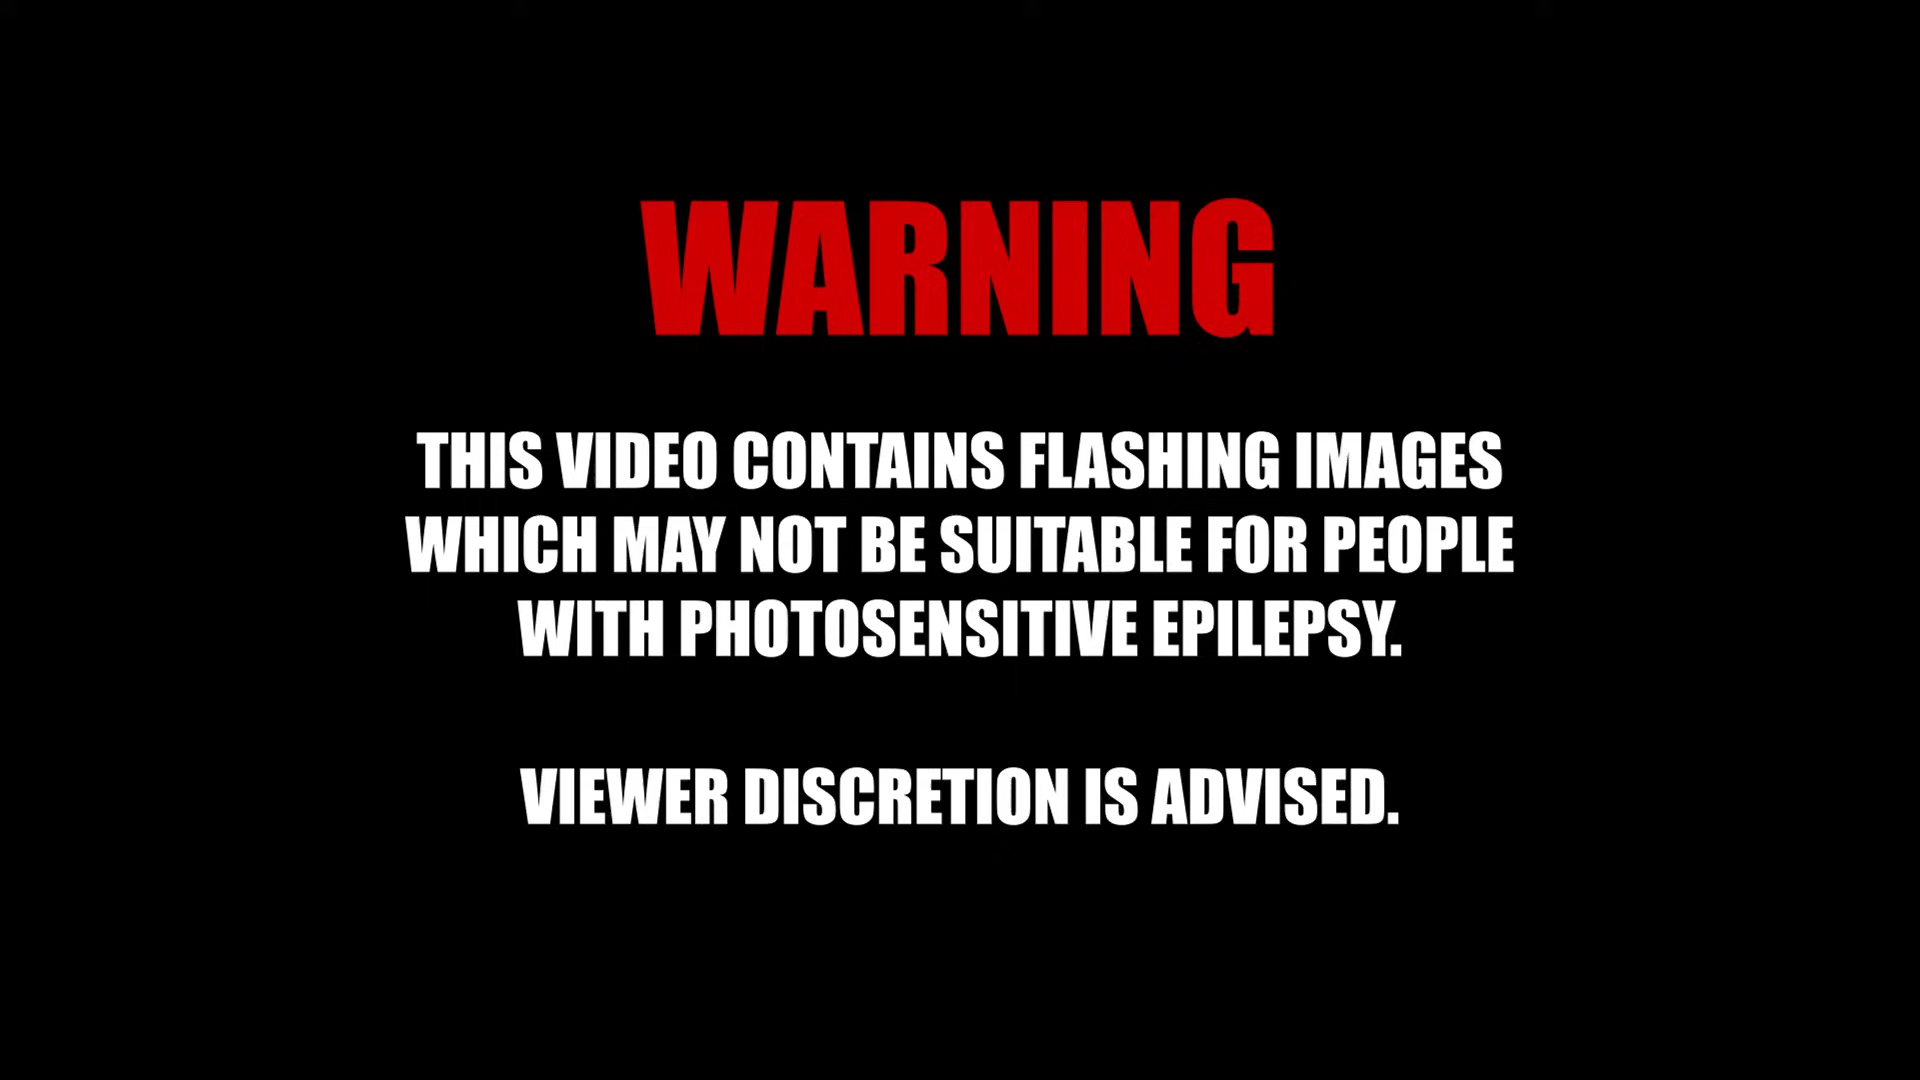 WARNING
THIS VIDEO CONTAINS FLASHING IMAGES
WHICH MAY NOT BE SUITABLE FOR PEOPLE
WITH PHOTOSENSITIVE EPILEPSY.
VIEWER DISCRETION IS ADVISED.